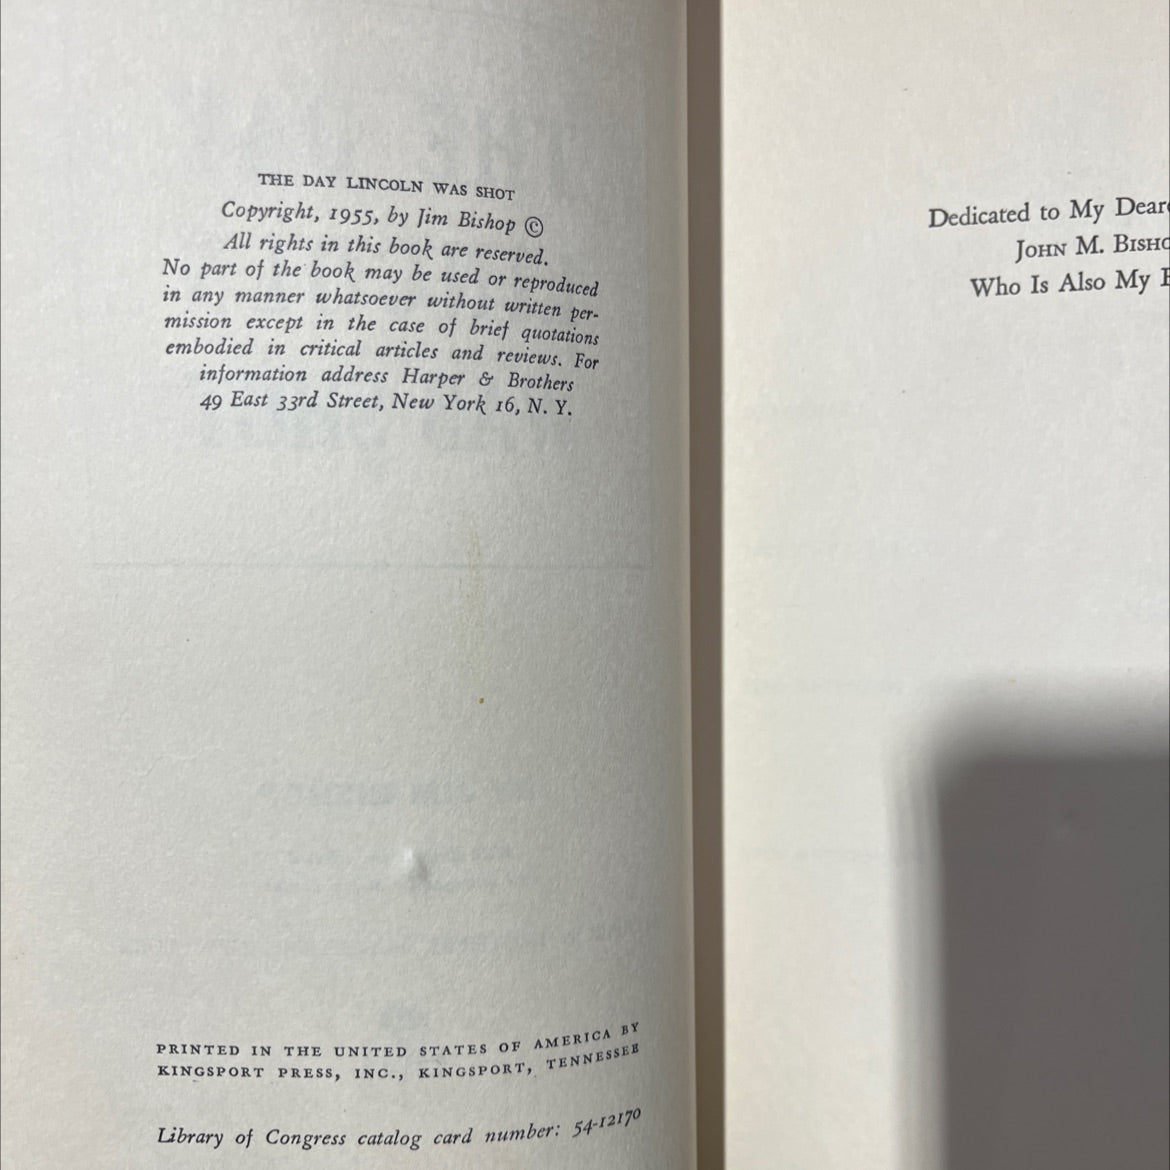 THE DAY LINCOLN WAS SHOT
Copyright, 1955, by Jim Bishop ©
All rights in this book are reserved.
No part of the book may be used or reproduced
in any manner whatsoever without written per-
mission except in the case of brief quotations
embodied in critical articles and reviews. For
information address Harper & Brothers
49 East 33rd Street, New York 16, N. Y.
PRINTED IN THE UNITED STATES OF AMERICA BY
KINGSPORT PRESS, INC., KINGSPORT, TENNESSEE
Library of Congress catalog card number: 54-12170
Dedicated to My
JOHN M.
Who Is Also My